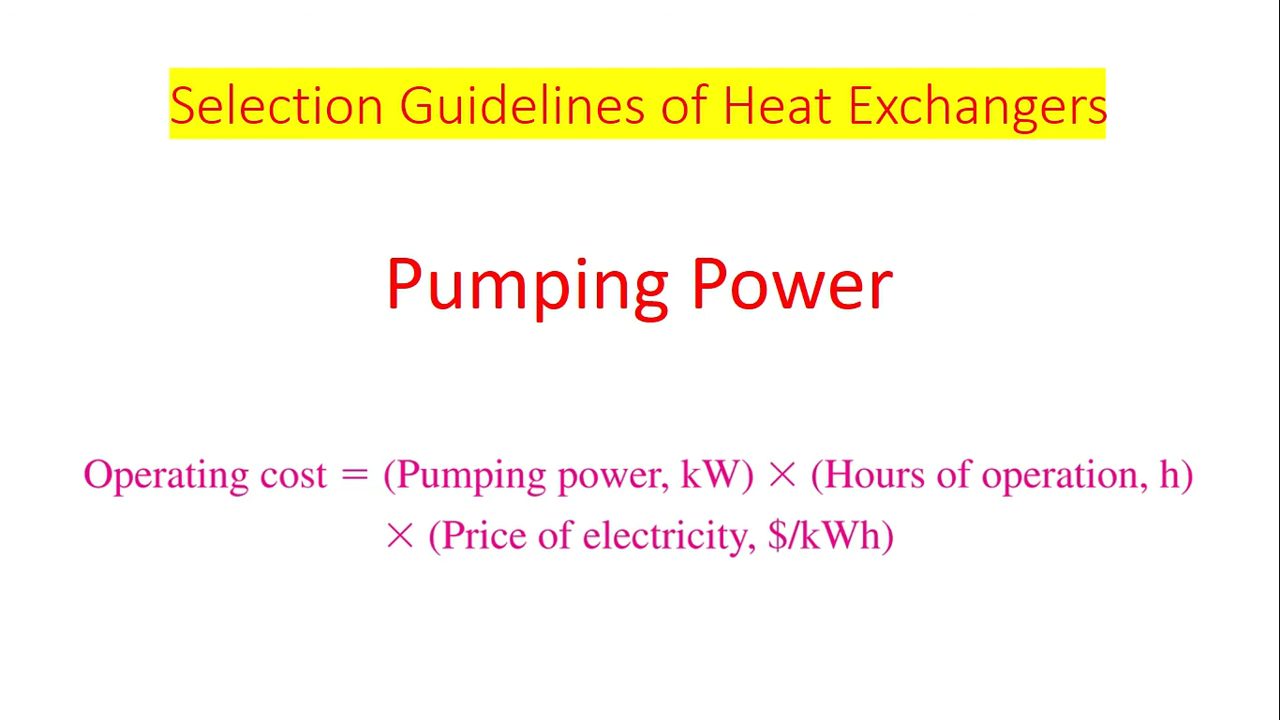 Selection Guidelines of Heat Exchangers
Pumping Power
Operating cost = (Pumping power, kW) × (Hours of operation, h)
× (Price of electricity, $/kWh)